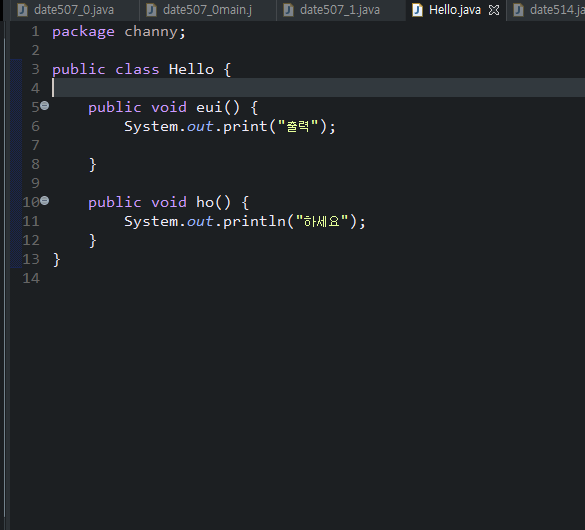 date507_0.java date507_0main.j date507_1.java Hello.java date514.ja
1 package channy;
2
3 public class Hello {
4
5 public void eui() {
6 System.out.print("출력");
7
8 }
9
10 public void ho() {
11 System.out.println("하세요");
12 }
13 }
14